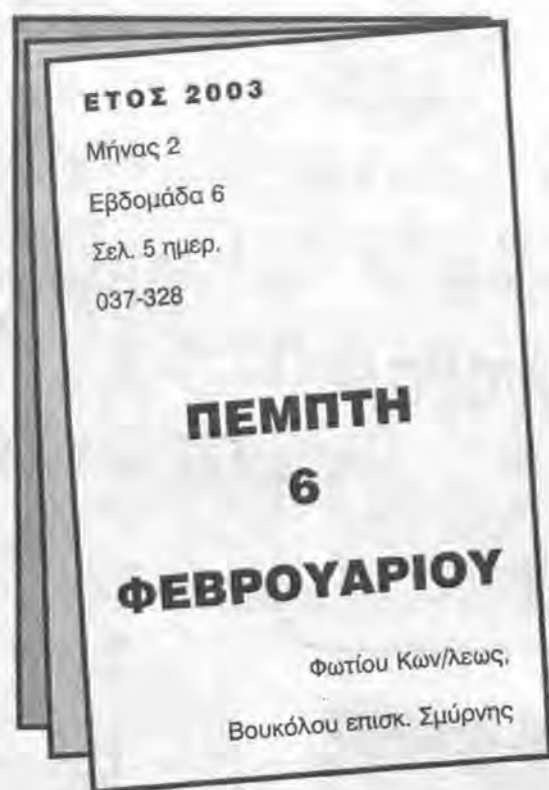 ΕΤΟΣ 2003
Μήνας 2
Εβδομάδα 6
Σελ. 5 ημερ.
037-328
ΠΕΜΠΤΗ
6
ΦΕΒΡΟΥΑΡΙΟΥ
Φωτίου Κων/λεως,
Βουκόλου επισκ. Σμύρνης